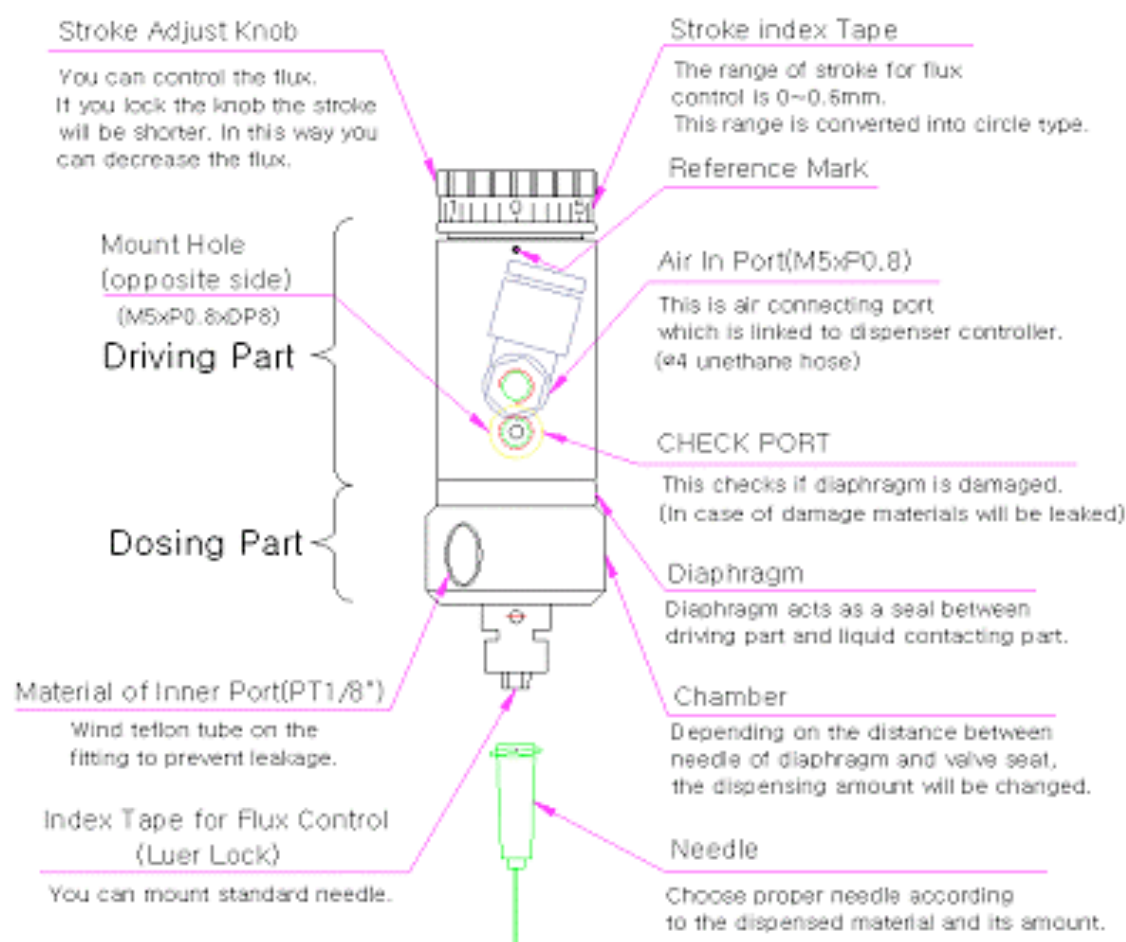 Stroke Adjust Knob
You can control the flux.
If you lock the knob the stroke
will be shorter. In this way you
can decrease the flux.
Mount Hole
(opposite side)
(M5xP0.8xDP8)
Driving Part
Dosing Part
Material of Inner Port(PT1/8")
Wind teflon tube on the
fitting to prevent leakage.
Index Tape for Flux Control
(Luer Lock)
You can mount standard needle.
1 0 5
Stroke index Tape
The range of stroke for flux
control is 0~0.6mm.
This range is converted into circle type.
Reference Mark
Air In Port(M5xP0.8)
This is air connecting port
which is linked to dispenser controller.
(ø4 urethane hose)
CHECK PORT
This checks if diaphragm is damaged.
(In case of damage materials will be leaked)
Diaphragm
Diaphragm acts as a seal between
driving part and liquid contacting part.
Chamber
Depending on the distance between
needle of diaphragm and valve seat,
the dispensing amount will be changed.
Needle
Choose proper needle according
to the dispensed material and its amount.